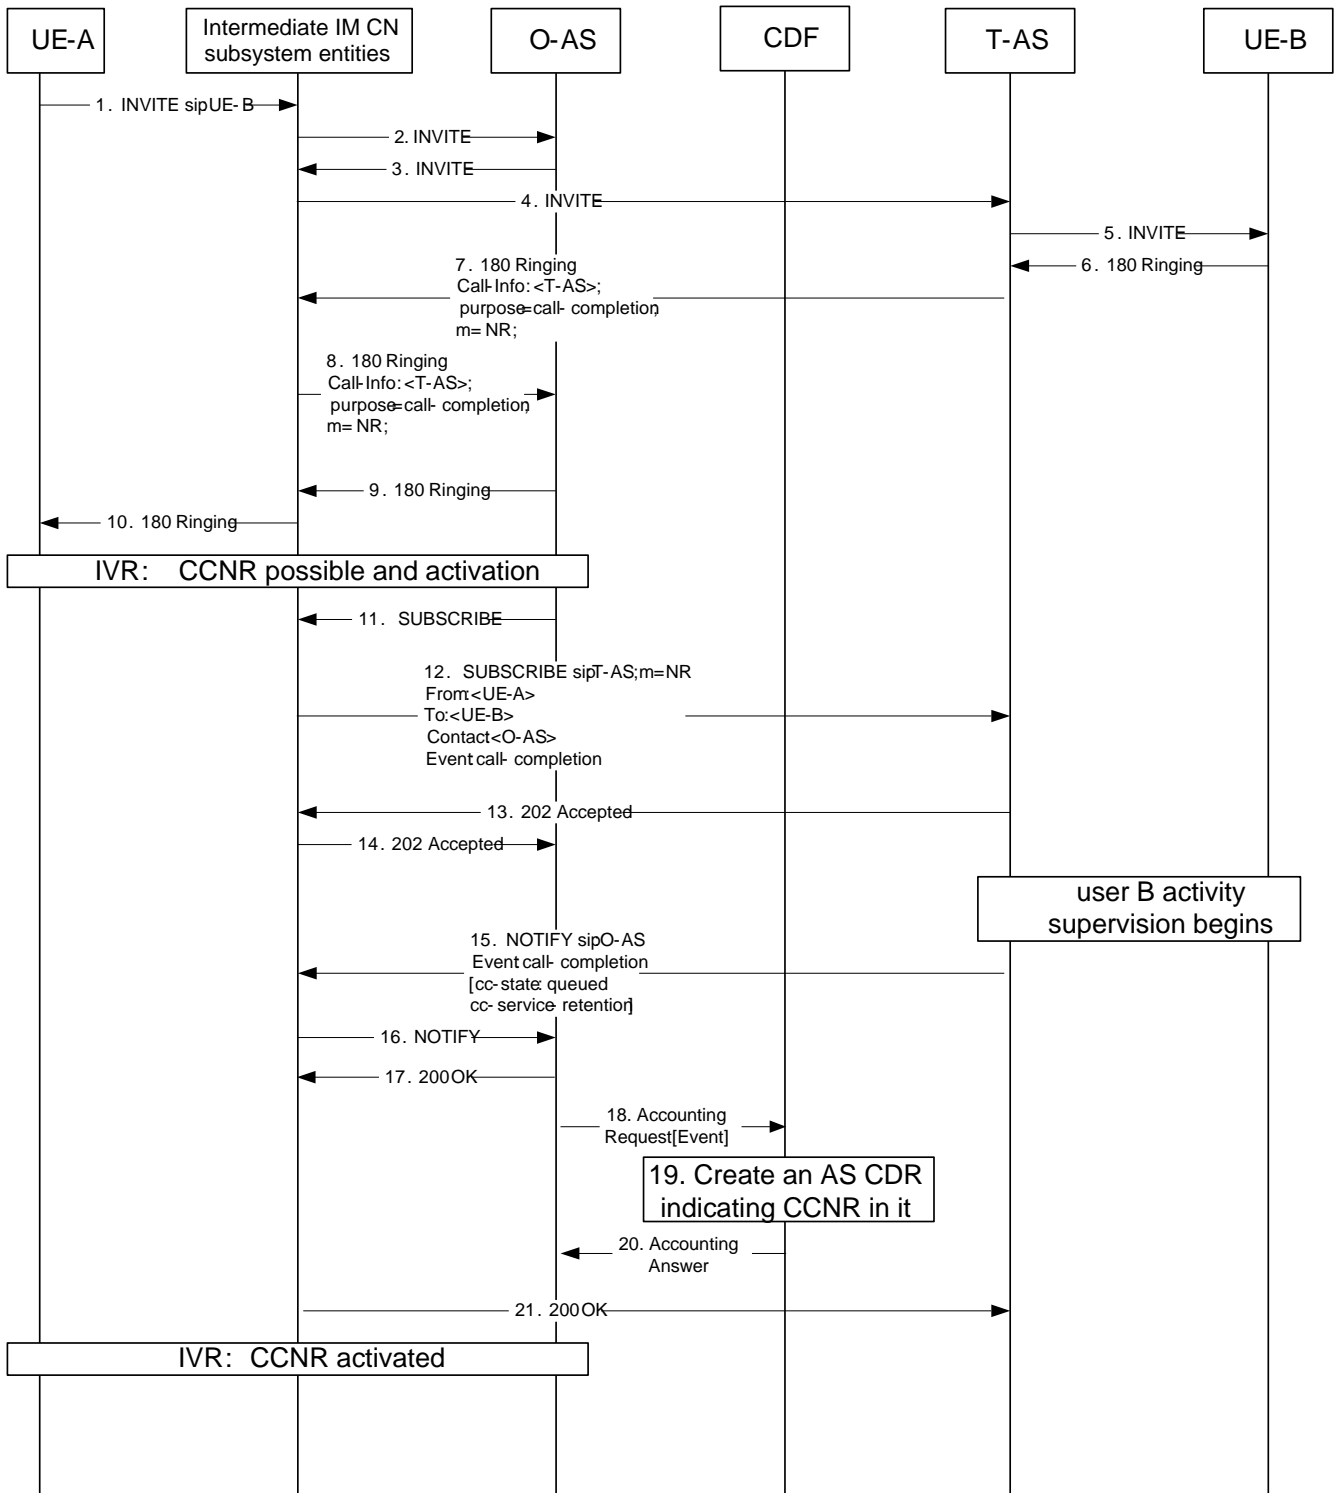 UE-A
Intermediate IM CN
subsystem entities
O-AS
CDF
T-AS
UE-B
1. INVITE sipUE-B
2. INVITE
3. INVITE
4. INVITE
5. INVITE
6. 180 Ringing
7. 180 Ringing
Call-Info: <T-AS>;
purpose=call- completion;
m= NR;
8. 180 Ringing
Call-Info: <T-AS>;
purpose=call- completion;
m= NR;
9. 180 Ringing
10. 180 Ringing
IVR: CCNR possible and activation
11. SUBSCRIBE
12. SUBSCRIBE sipT-AS;m=NR
From:<UE-A>
To:<UE-B>
Contact<O-AS>
Event call- completion
13. 202 Accepted
14. 202 Accepted
user B activity
supervision begins
15. NOTIFY sipO-AS
Event call- completion
[cc-state: queued
cc- service- retention]
16. NOTIFY
17. 200 OK
18. Accounting
Request[Event]
19. Create an AS CDR
indicating CCNR in it
20. Accounting
Answer
21. 200 OK
IVR: CCNR activated